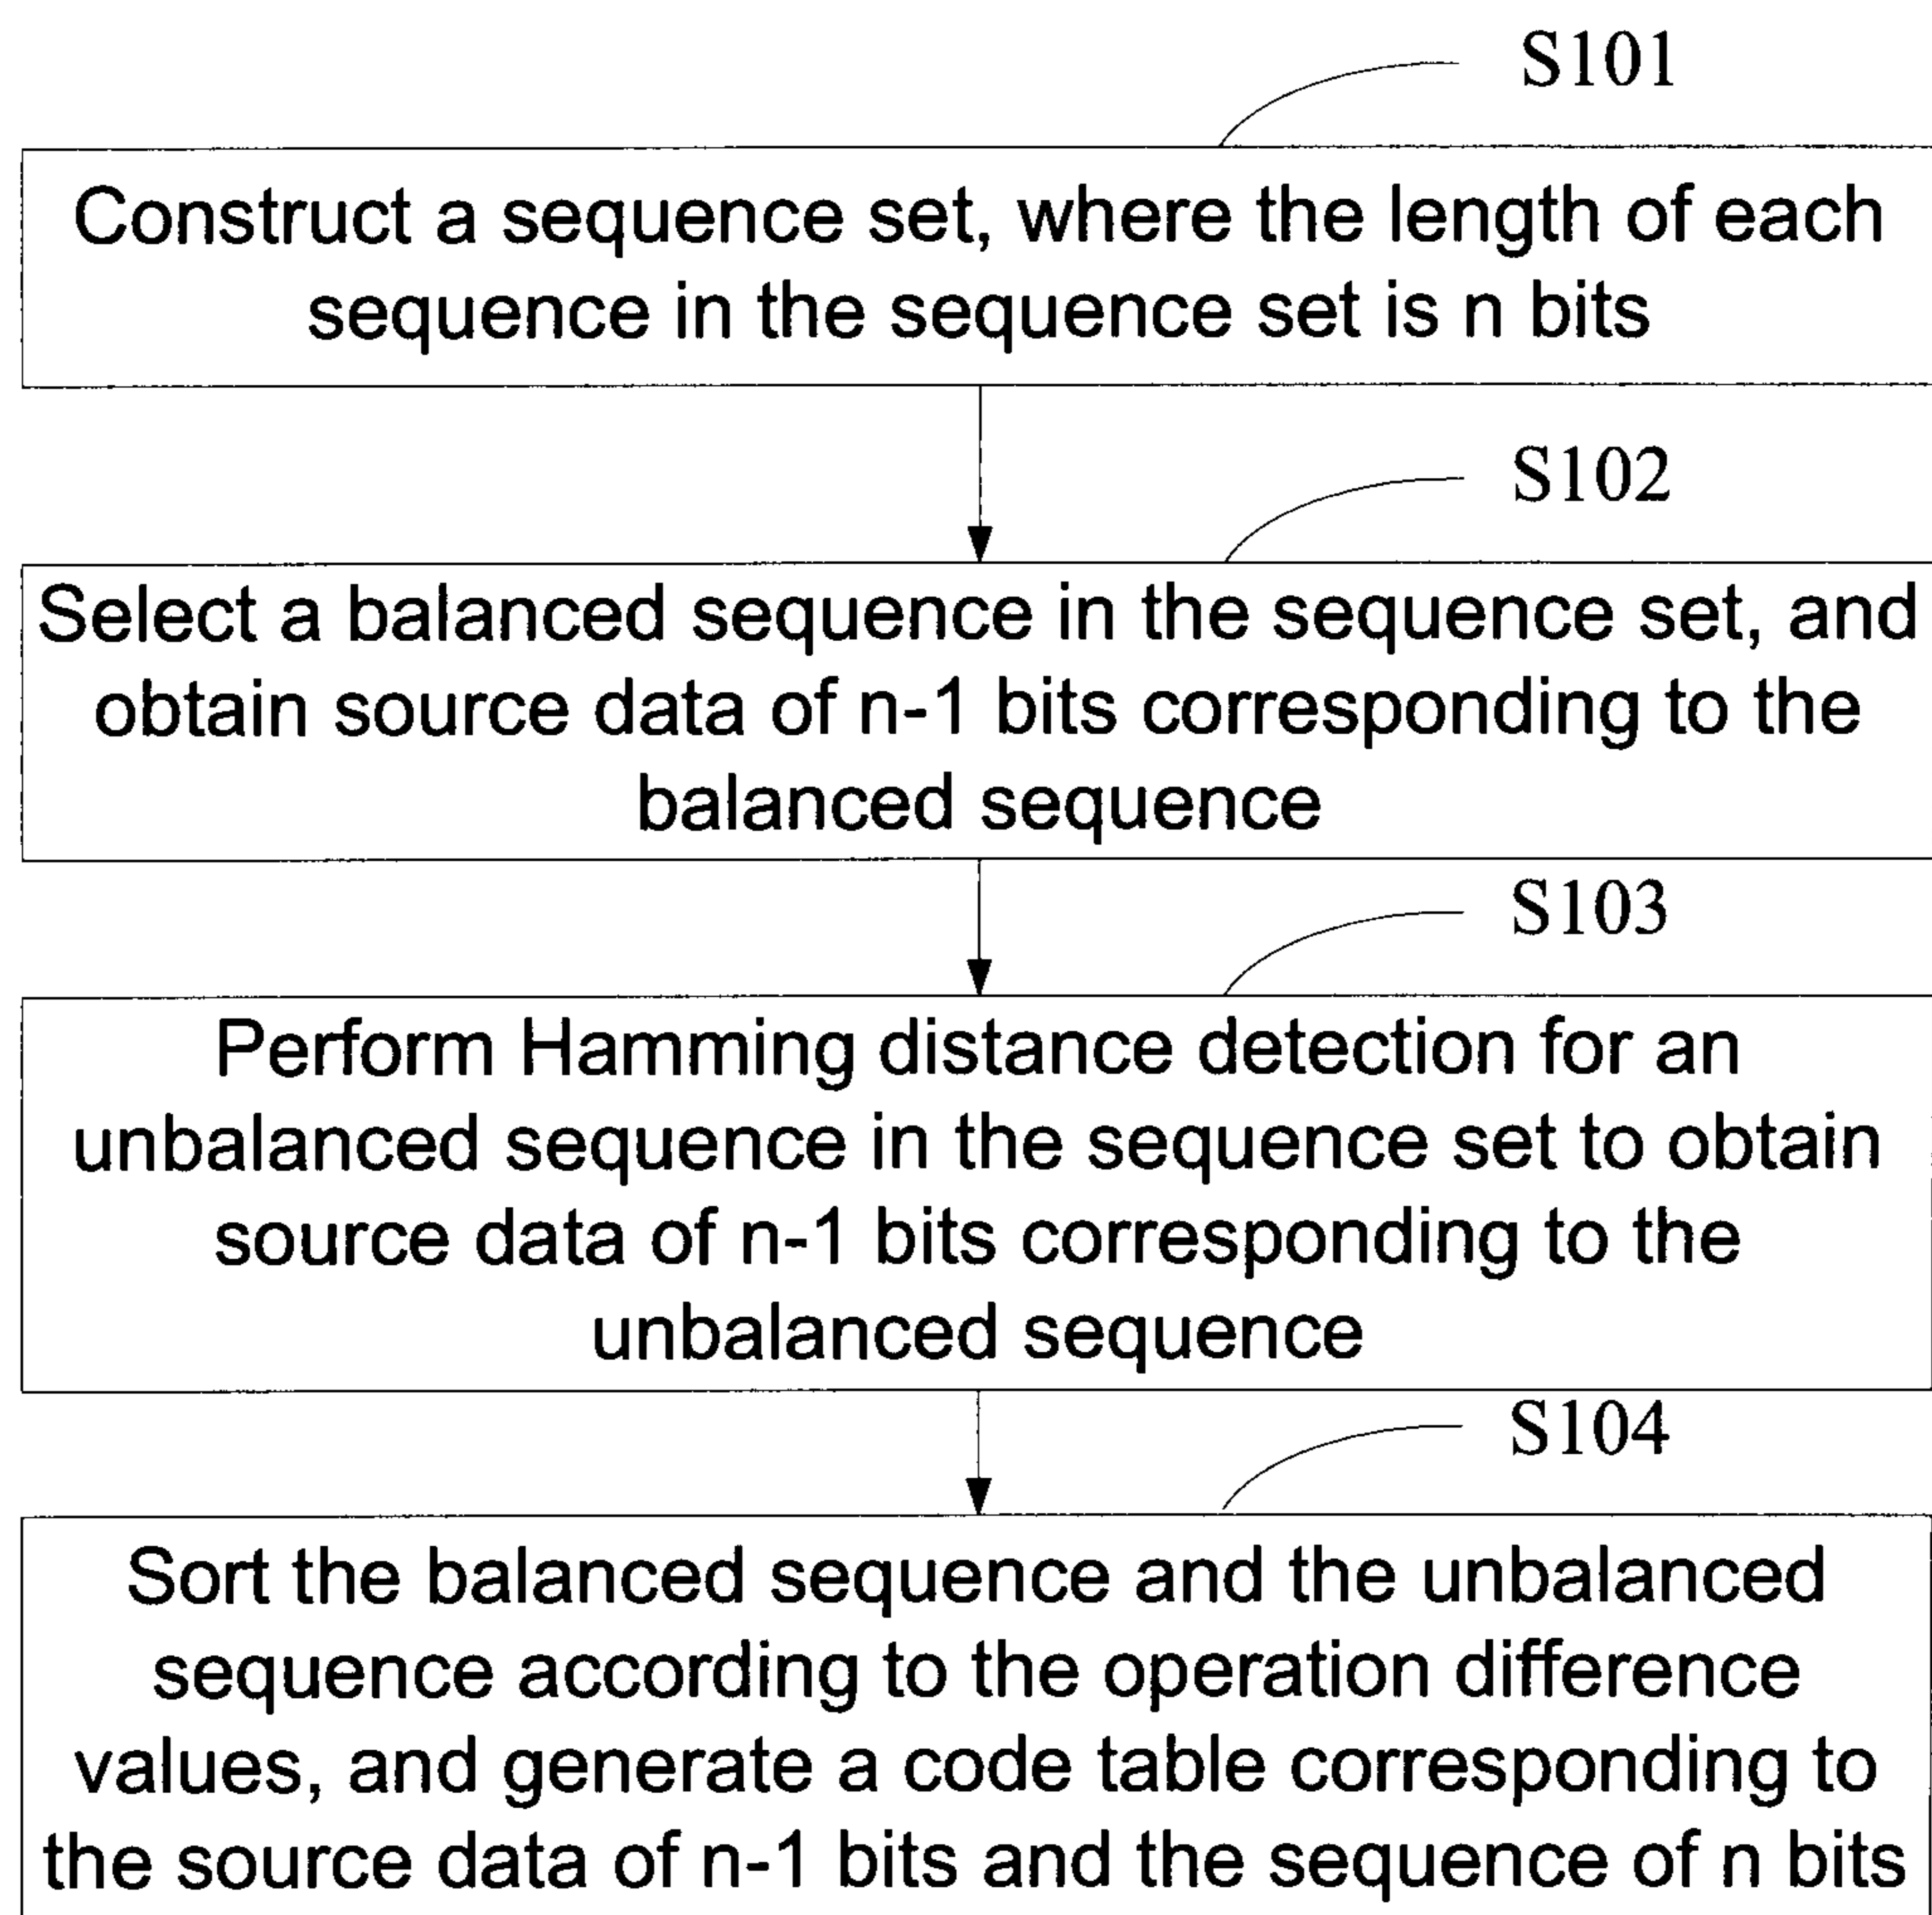 S101
Construct a sequence set, where the length of each
sequence in the sequence set is n bits
S102
Select a balanced sequence in the sequence set, and
obtain source data of n-1 bits corresponding to the
balanced sequence
S103
Perform Hamming distance detection for an
unbalanced sequence in the sequence set to obtain
source data of n-1 bits corresponding to the
unbalanced sequence
S104
Sort the balanced sequence and the unbalanced
sequence according to the operation difference
values, and generate a code table corresponding to
the source data of n-1 bits and the sequence of n bits